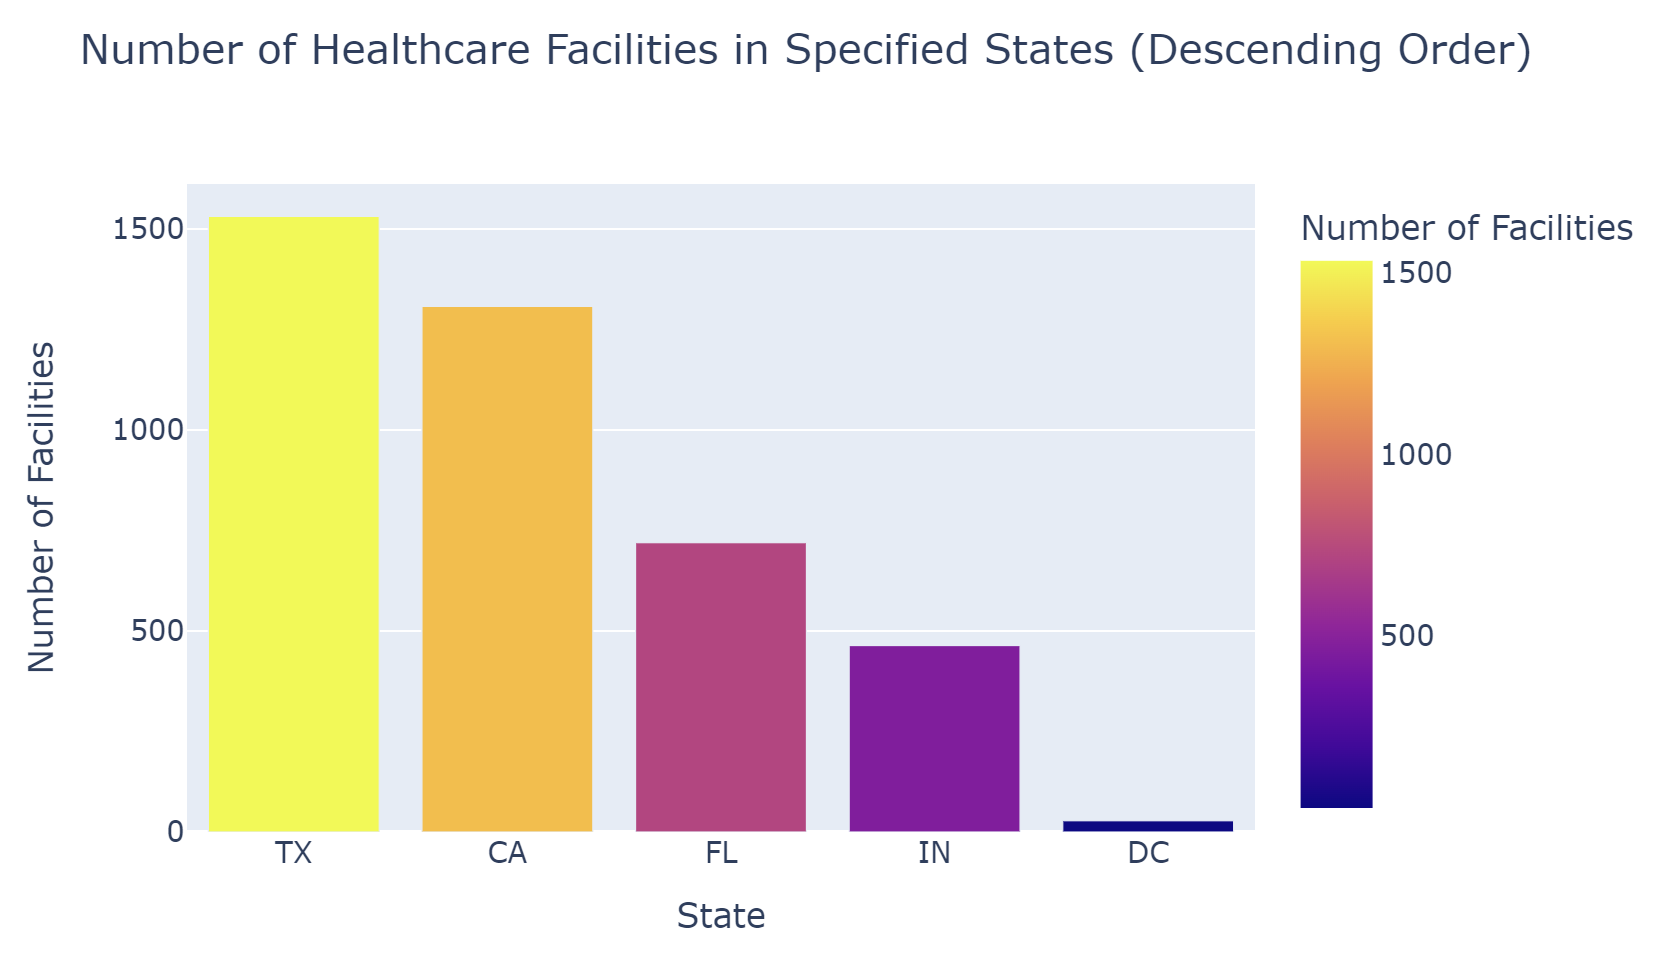 Number of Healthcare Facilities in Specified States (Descending Order)
Number of Facilities
1500
1000
500
0
TX
CA
FL
IN
DC
State
Number of Facilities
1500
1000
500